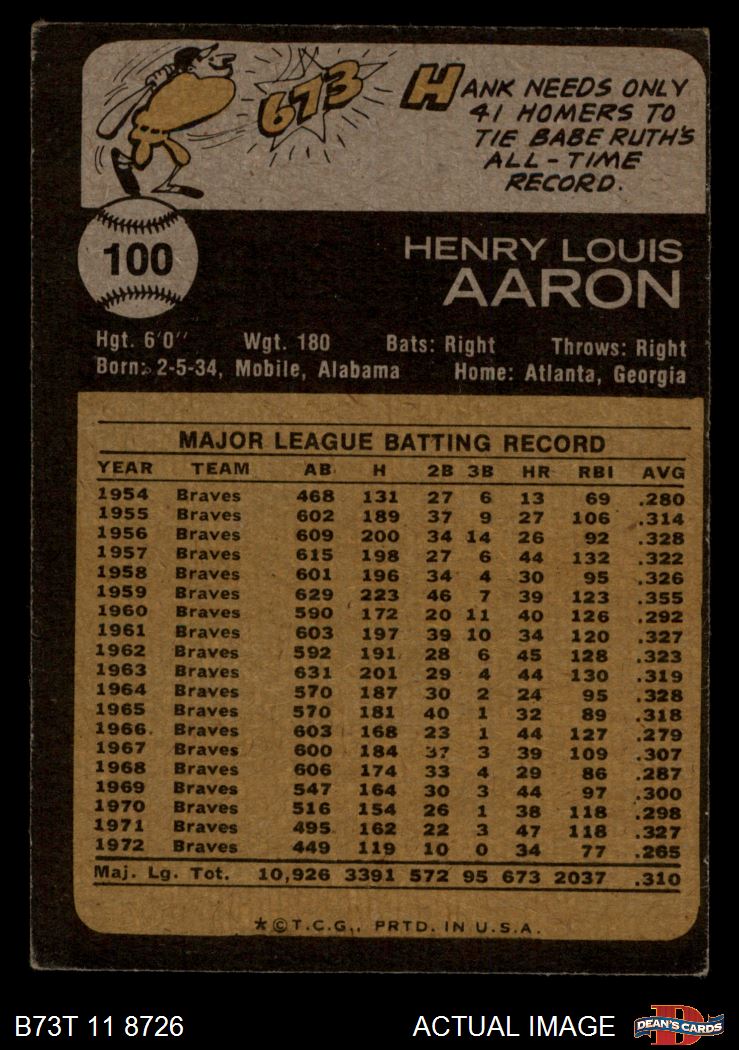 673
HANK NEEDS ONLY
41 HOMERS TO
TIE BABE RUTH'S
ALL-TIME
RECORD.
100
HENRY LOUIS
AARON
Hgt. 6'0" Wgt. 180 Bats: Right Throws: Right
Born: 2-5-34, Mobile, Alabama Home: Atlanta, Georgia
MAJOR LEAGUE BATTING RECORD
YEAR TEAM AB H 2B 3B HR RBI AVG
1954 Braves 468 131 27 6 13 69 .280
1955 Braves 602 189 37 9 27 106 .314
1956 Braves 609 200 34 14 26 92 .328
1957 Braves 615 198 27 6 44 132 .322
1958 Braves 601 196 34 4 30 95 .326
1959 Braves 629 223 46 7 39 123 .355
1960 Braves 590 172 20 11 40 126 .292
1961 Braves 603 197 39 10 34 120 .327
1962 Braves 592 191 28 6 45 128 .323
1963 Braves 631 201 29 4 44 130 .319
1964 Braves 570 187 30 2 24 95 .328
1965 Braves 570 181 40 1 32 89 .318
1966 Braves 603 168 23 1 44 127 .279
1967 Braves 600 184 37 3 39 109 .307
1968 Braves 606 174 33 4 29 86 .287
1969 Braves 547 164 30 3 44 97 .300
1970 Braves 516 154 26 1 38 118 .298
1971 Braves 495 162 22 3 47 118 .327
1972 Braves 449 119 10 0 34 77 .265
Maj. Lg. Tot. 10,926 3391 572 95 673 2037 .310
*©T.C.G., PRTD. IN U.S.A.
B73T 11 8726 ACTUAL IMAGE D DEAN'S CARDS